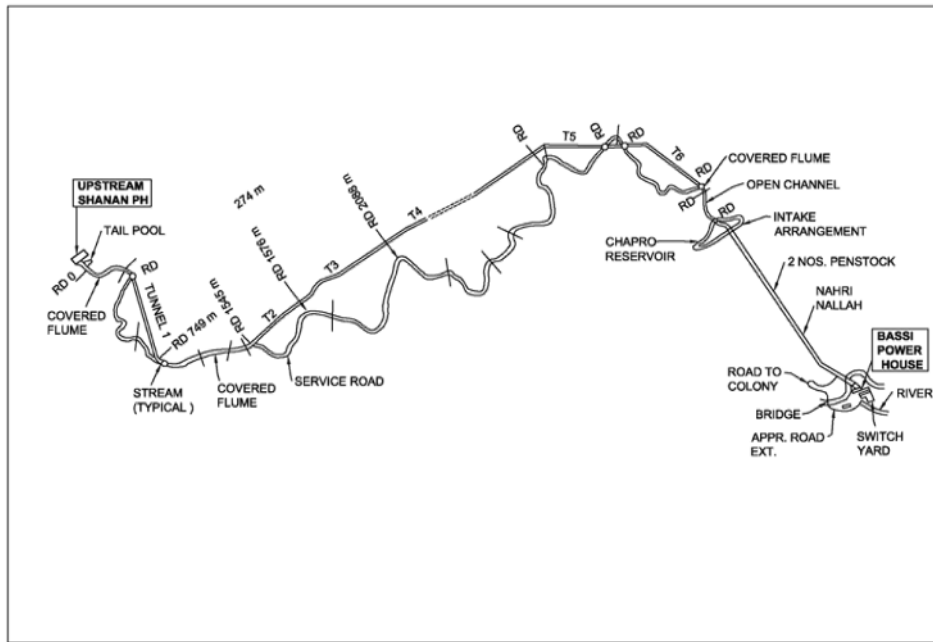 UPSTREAM
SHANAN PH
TAIL POOL
RD 0
COVERED
FLUME
RD
TUNNEL 1
RD 749 m
STREAM
(TYPICAL )
COVERED
FLUME
RD 1545 m
T2
SERVICE ROAD
274 m
RD 1576 m
T3
RD 2088 m
T4
RD
T5
RD
RD
T6
RD
COVERED FLUME
RD
OPEN CHANNEL
RD
INTAKE
ARRANGEMENT
CHAPRO
RESERVOIR
2 NOS. PENSTOCK
NAHRI
NALLAH
BASSI
POWER
HOUSE
ROAD TO
COLONY
RIVER
BRIDGE
APPR. ROAD
EXT.
SWITCH
YARD